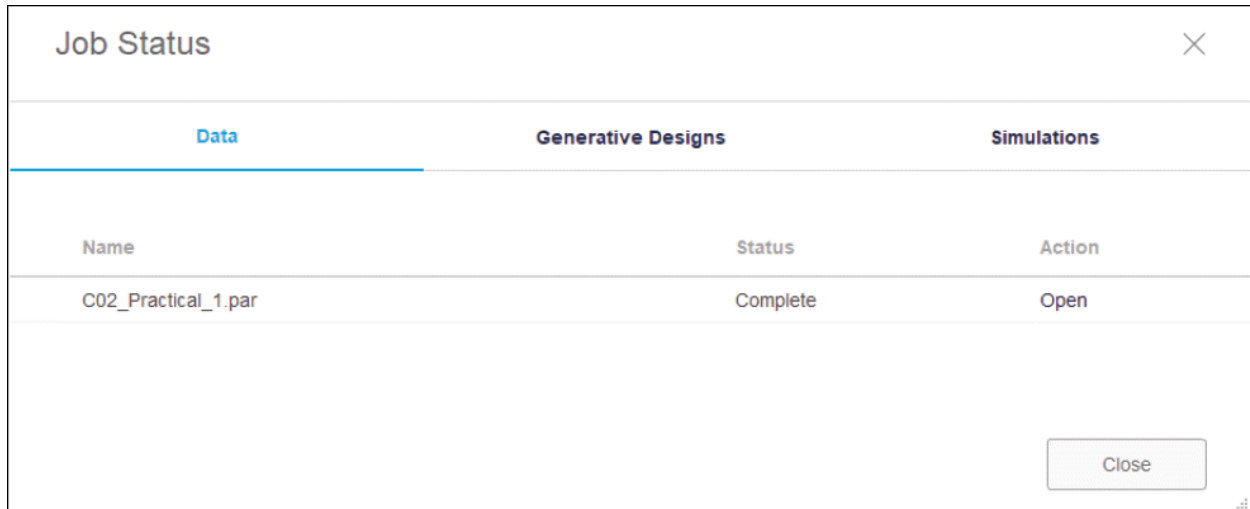 Job Status
Data Generative Designs Simulations
Name Status Action
C02_Practical_1.par Complete Open
Close